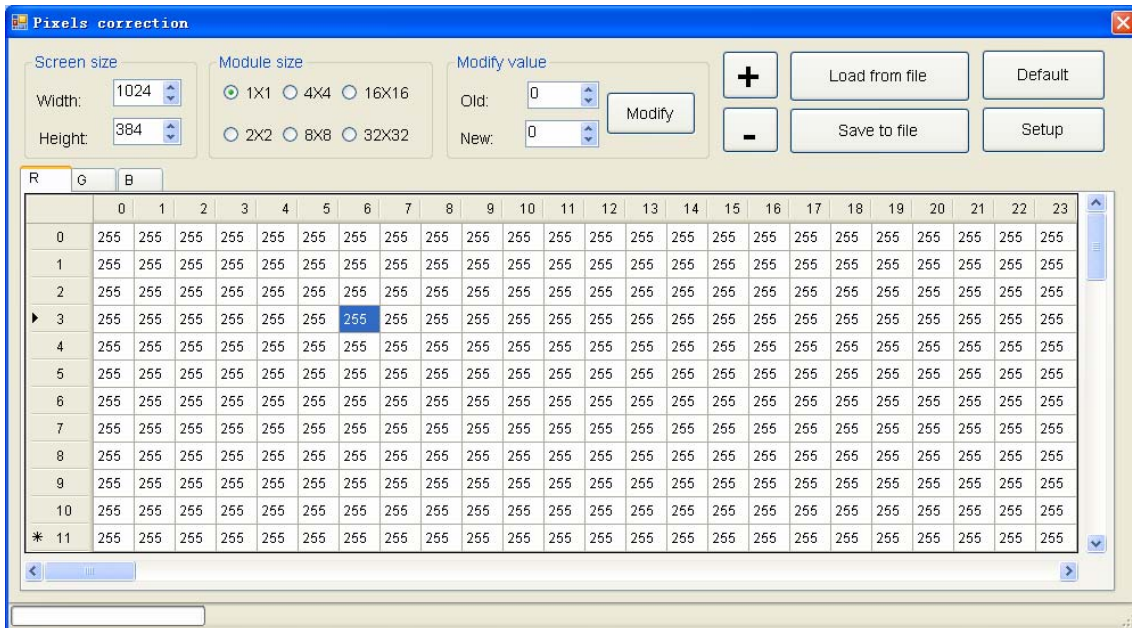 Pixels correction
Screen size
Width: 1024
Height: 384
Module size
1X1 4X4 16X16
2X2 8X8 32X32
Modify value
Old: 0
New: 0
Modify
+
-
Load from file
Save to file
Default
Setup
R G B
0 1 2 3 4 5 6 7 8 9 10 11 12 13 14 15 16 17 18 19 20 21 22 23
0 255 255 255 255 255 255 255 255 255 255 255 255 255 255 255 255 255 255 255 255 255 255 255 255
1 255 255 255 255 255 255 255 255 255 255 255 255 255 255 255 255 255 255 255 255 255 255 255 255
2 255 255 255 255 255 255 255 255 255 255 255 255 255 255 255 255 255 255 255 255 255 255 255 255
3 255 255 255 255 255 255 255 255 255 255 255 255 255 255 255 255 255 255 255 255 255 255 255 255
4 255 255 255 255 255 255 255 255 255 255 255 255 255 255 255 255 255 255 255 255 255 255 255 255
5 255 255 255 255 255 255 255 255 255 255 255 255 255 255 255 255 255 255 255 255 255 255 255 255
6 255 255 255 255 255 255 255 255 255 255 255 255 255 255 255 255 255 255 255 255 255 255 255 255
7 255 255 255 255 255 255 255 255 255 255 255 255 255 255 255 255 255 255 255 255 255 255 255 255
8 255 255 255 255 255 255 255 255 255 255 255 255 255 255 255 255 255 255 255 255 255 255 255 255
9 255 255 255 255 255 255 255 255 255 255 255 255 255 255 255 255 255 255 255 255 255 255 255 255
10 255 255 255 255 255 255 255 255 255 255 255 255 255 255 255 255 255 255 255 255 255 255 255 255
* 11 255 255 255 255 255 255 255 255 255 255 255 255 255 255 255 255 255 255 255 255 255 255 255 255